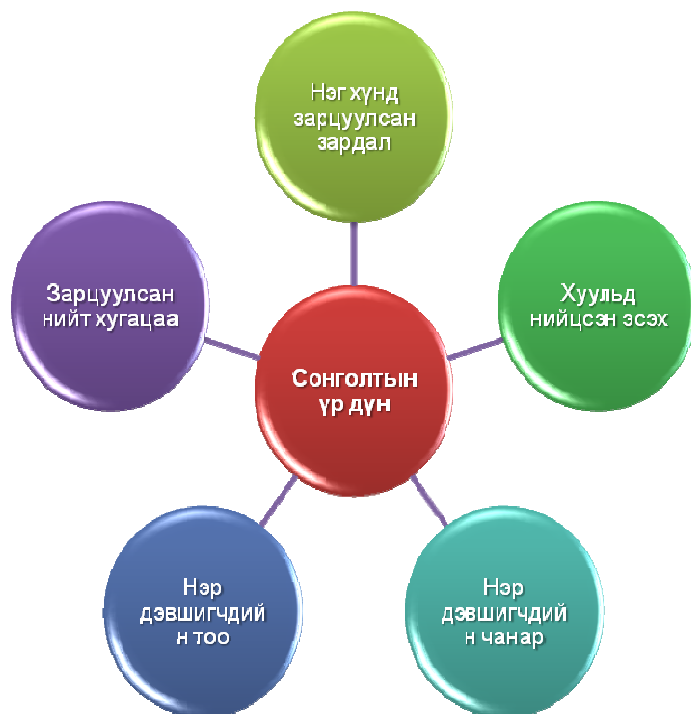 Нэг хүнд
зарцуулсан
зардал
Зарцуулсан
нийт хугацаа
Хуульд
нийцсэн эсэх
Сонголтын
үр дүн
Нэр
дэвшигчдий
н тоо
Нэр
дэвшигчдий
н чанар